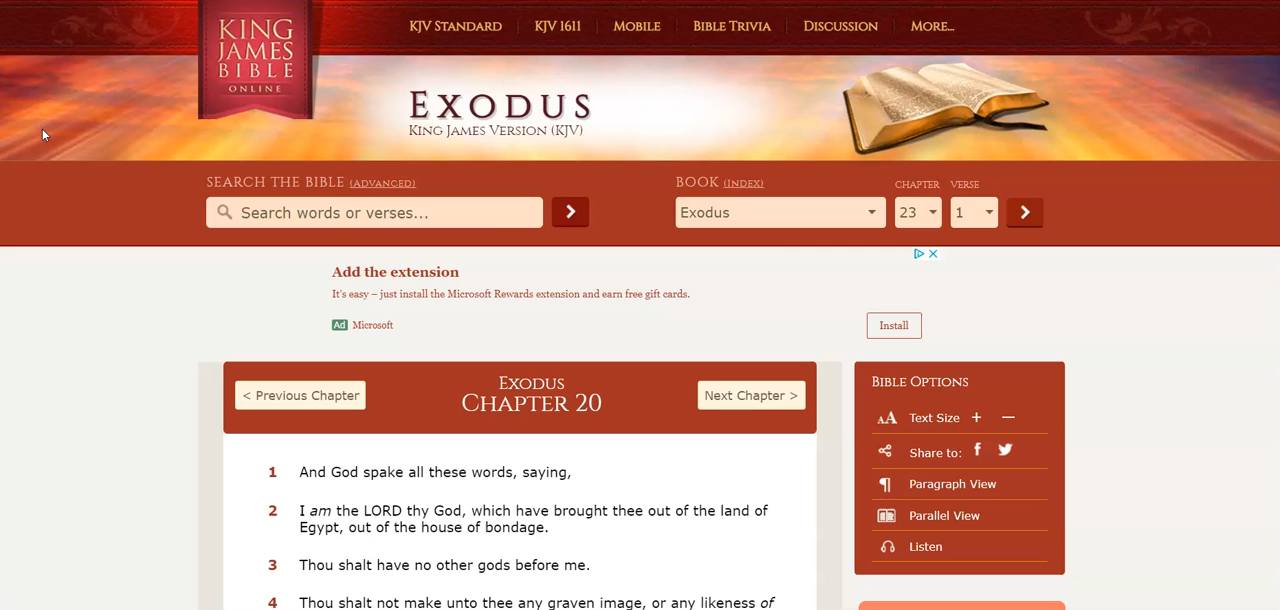 KING
JAMES
BIBLE
ONLINE
KJV Standard
KJV 1611
Mobile
Bible Trivia
Discussion
More...
Exodus
King James Version (KJV)
Search the Bible (Advanced)
Search words or verses...
Book (Index)
Chapter
Verse
Exodus
23
1
Add the extension
It's easy – just install the Microsoft Rewards extension and earn free gift cards.
Ad Microsoft
Install
< Previous Chapter
Exodus
Chapter 20
Next Chapter >
1 And God spake all these words, saying,
2 I am the LORD thy God, which have brought thee out of the land of
Egypt, out of the house of bondage.
3 Thou shalt have no other gods before me.
4 Thou shalt not make unto thee any graven image, or any likeness of
Bible Options
AA Text Size + —
Share to:
Paragraph View
Parallel View
Listen